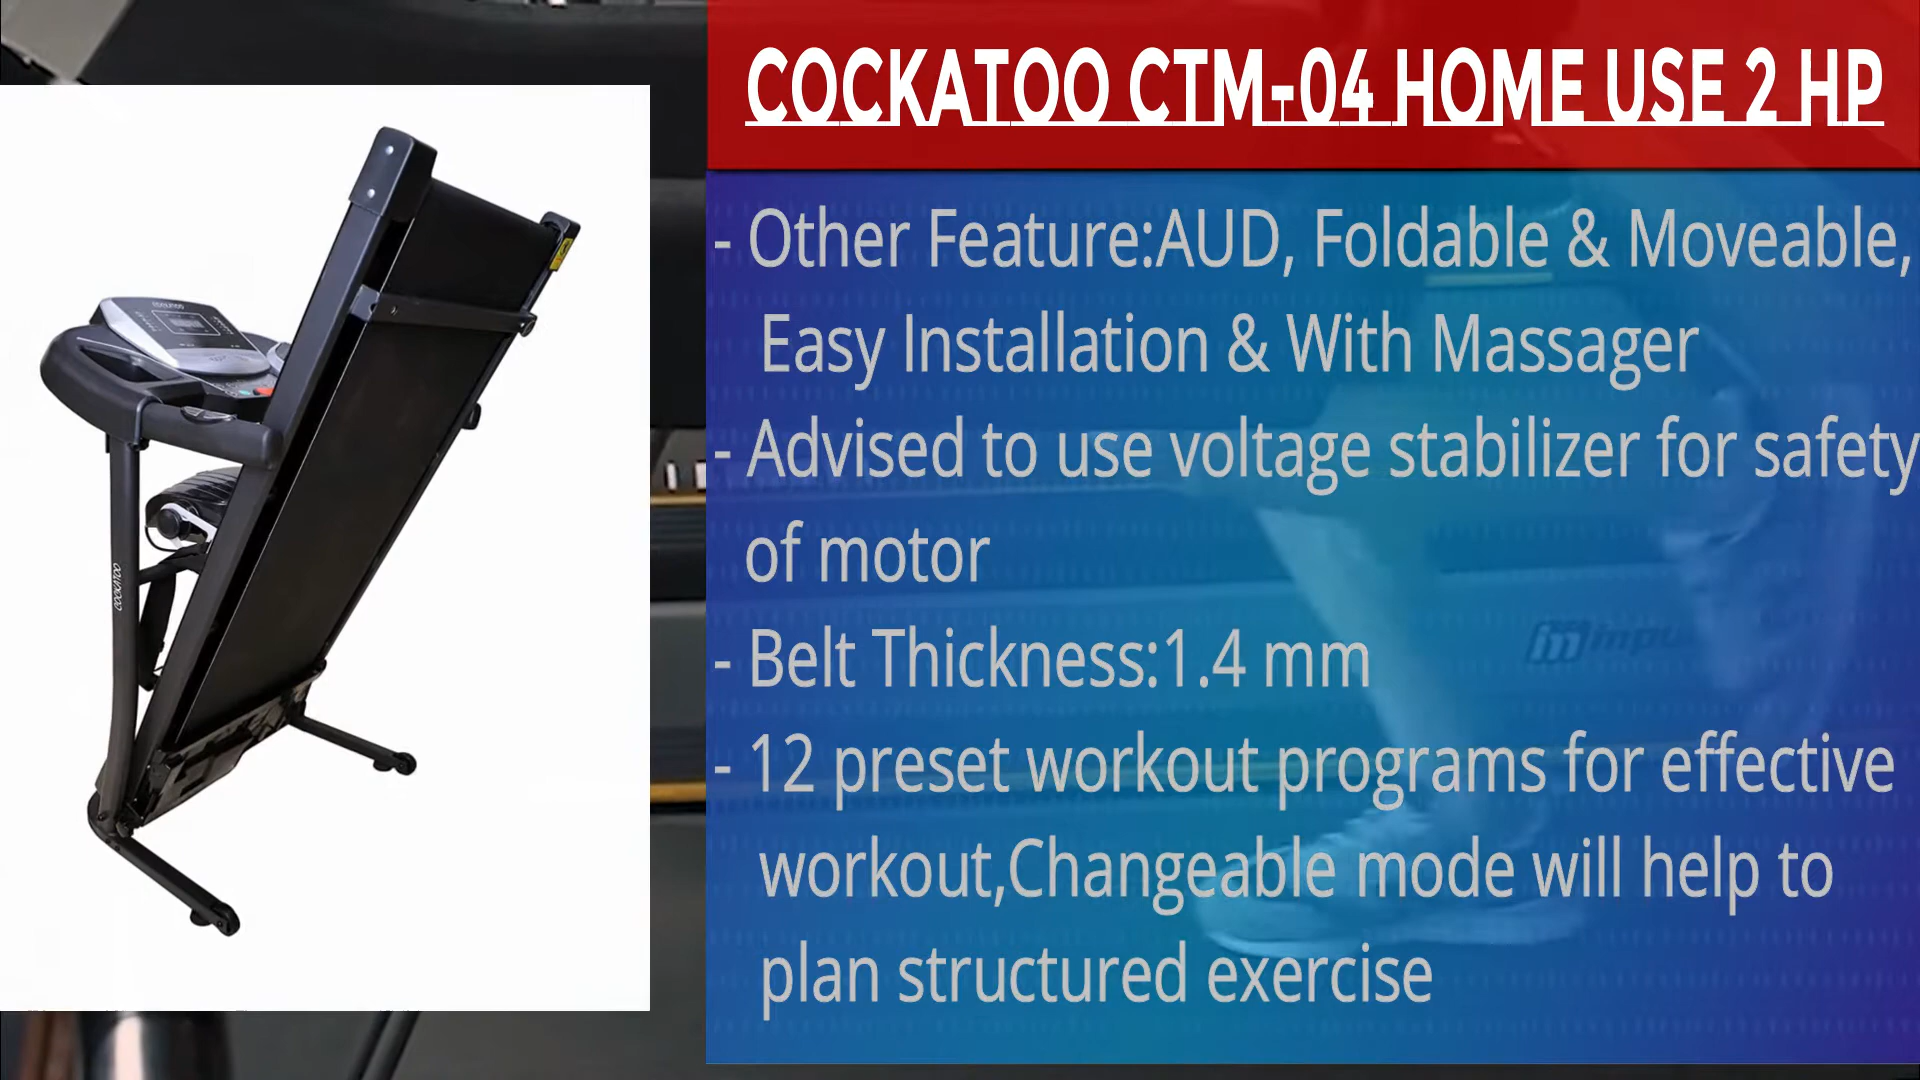 COCKATOO CTM-04 HOME USE 2 HP
- Other Feature:AUD, Foldable & Moveable,
Easy Installation & With Massager
- Advised to use voltage stabilizer for safety
of motor
- Belt Thickness:1.4 mm
- 12 preset workout programs for effective
workout,Changeable mode will help to
plan structured exercise
COCKATOO
COCKATOO